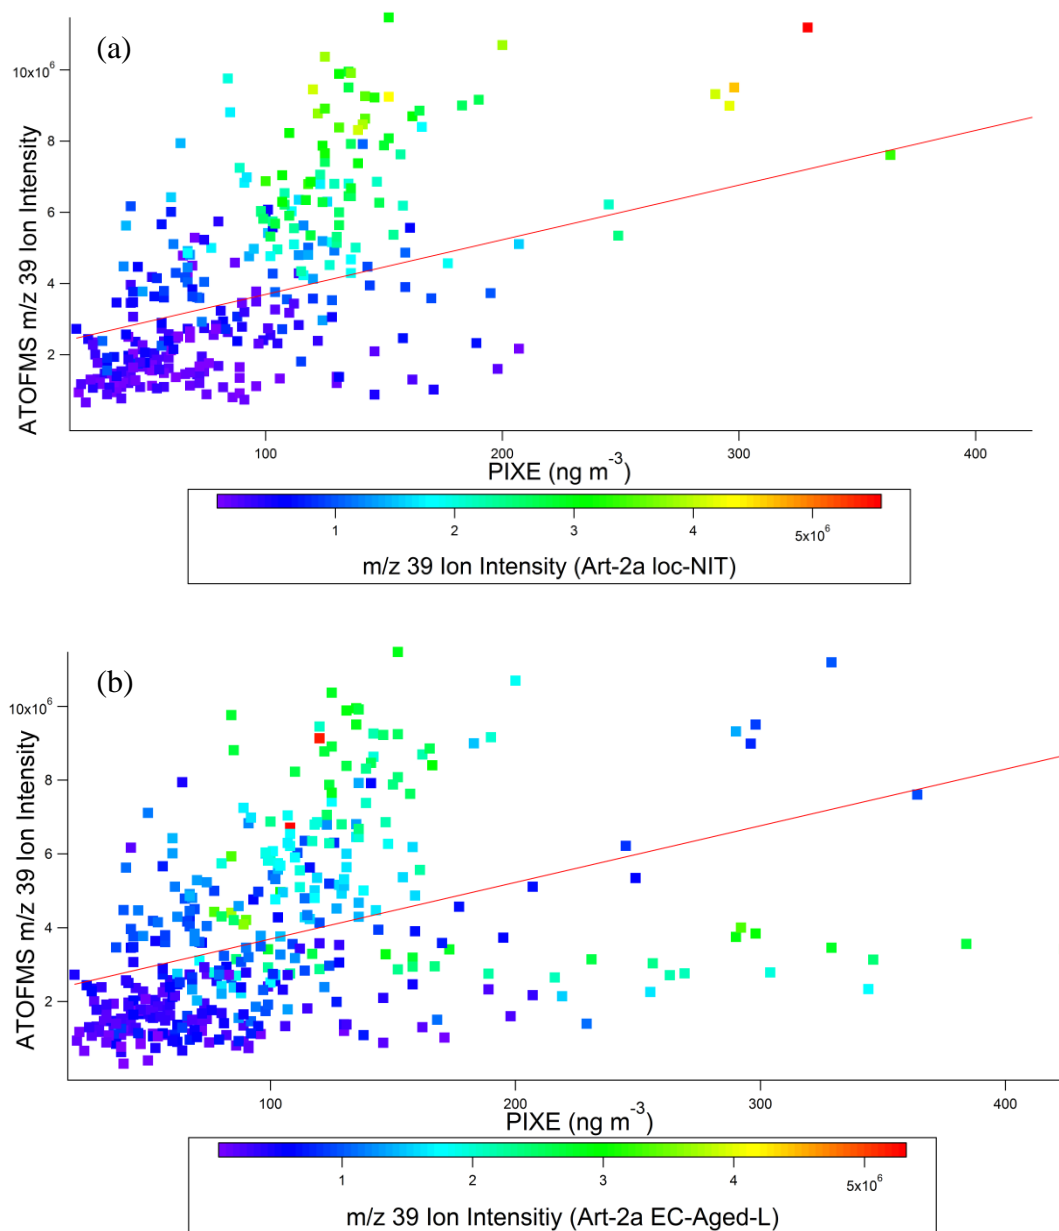 (a)
10x10⁶
8
6
4
2
ATOFMS m/z 39 Ion Intensity
100 200 300 400
PIXE (ng m⁻³)
1 2 3 4 5x10⁶
m/z 39 Ion Intensity (Art-2a loc-NIT)
(b)
10x10⁶
8
6
4
2
ATOFMS m/z 39 Ion Intensity
100 200 300 400
PIXE (ng m⁻³)
1 2 3 4 5x10⁶
m/z 39 Ion Intensitiy (Art-2a EC-Aged-L)